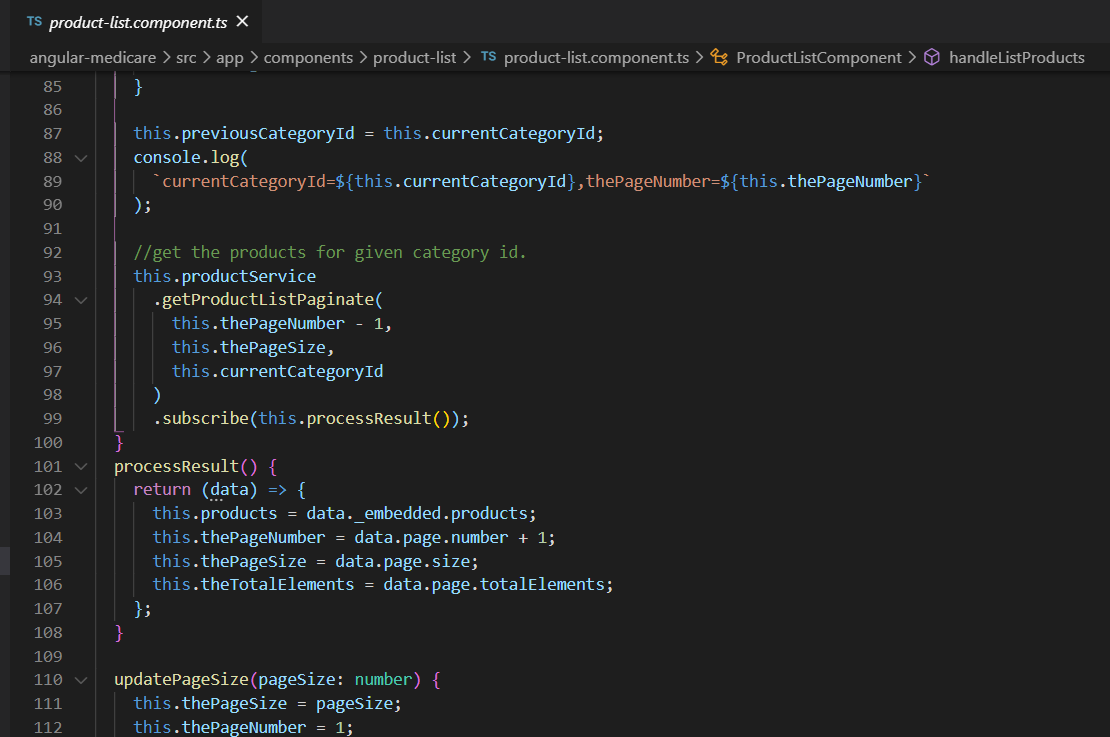 TS product-list.component.ts ×
angular-medicare > src > app > components > product-list > TS product-list.component.ts > ProductListComponent > handleListProducts
85 }
86
87 this.previousCategoryId = this.currentCategoryId;
88 console.log(
89 `currentCategoryId=${this.currentCategoryId},thePageNumber=${this.thePageNumber}`
90 );
91
92 //get the products for given category id.
93 this.productService
94 .getProductListPaginate(
95 this.thePageNumber - 1,
96 this.thePageSize,
97 this.currentCategoryId
98 )
99 .subscribe(this.processResult());
100 }
101 processResult() {
102 return (data) => {
103 this.products = data._embedded.products;
104 this.thePageNumber = data.page.number + 1;
105 this.thePageSize = data.page.size;
106 this.theTotalElements = data.page.totalElements;
107 };
108 }
109
110 updatePageSize(pageSize: number) {
111 this.thePageSize = pageSize;
112 this.thePageNumber = 1;